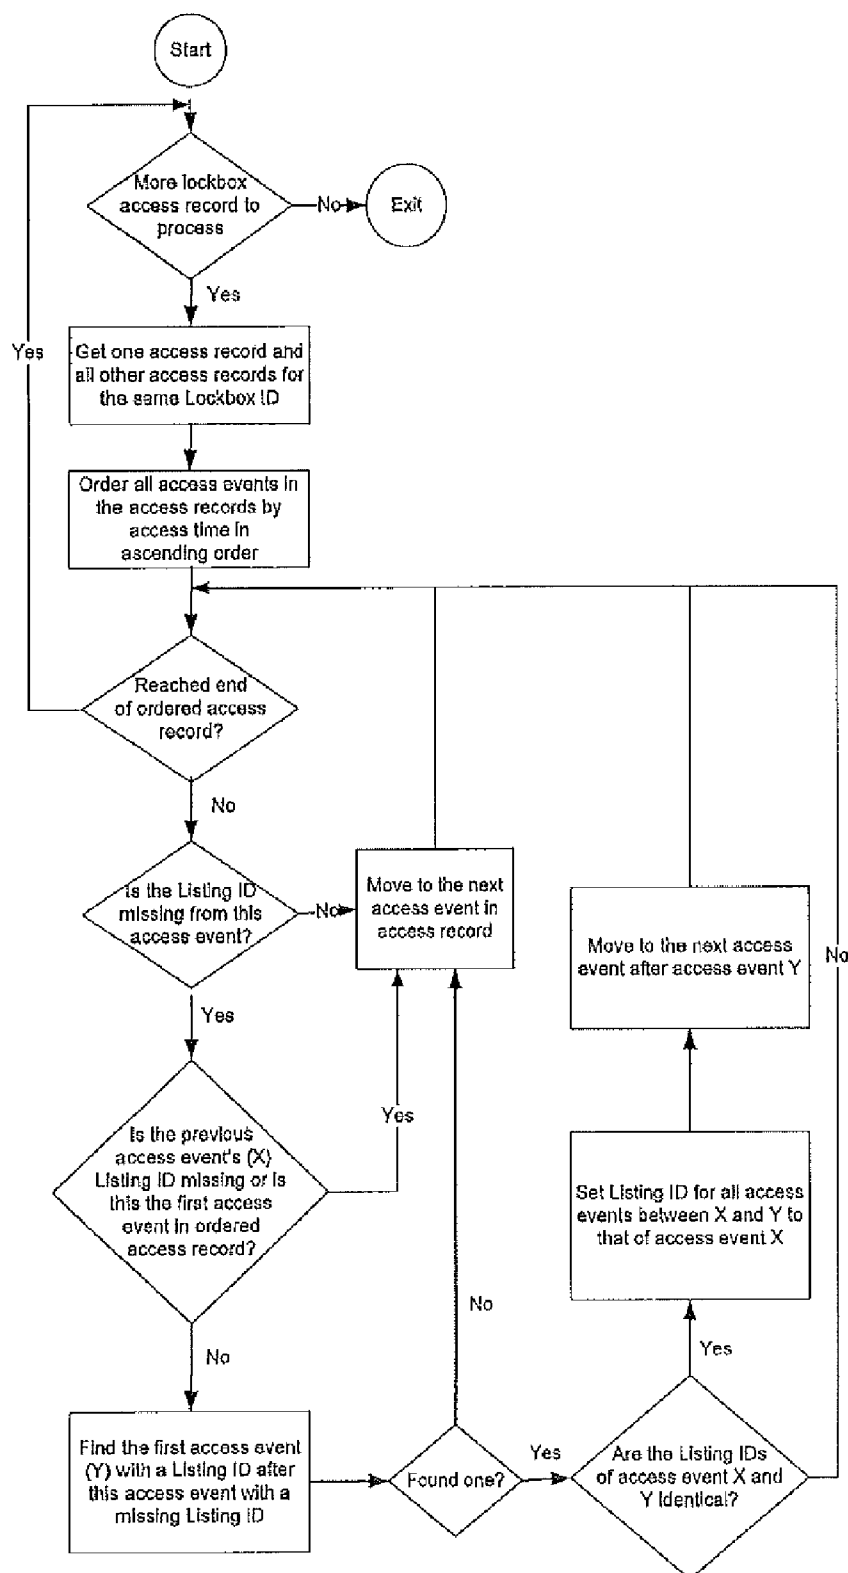 Start
More lockbox
access record to
process
No
Exit
Yes
Yes
Get one access record and
all other access records for
the same Lockbox ID
Order all access events in
the access records by
access time in
ascending order
Reached end
of ordered access
record?
No
Is the Listing ID
missing from this
access event?
No
Move to the next
access event in
access record
Move to the next access
event after access event Y
No
Yes
Is the previous
access event's (X)
Listing ID missing or is
this the first access
event in ordered
access record?
Yes
Set Listing ID for all access
events between X and Y to
that of access event X
No
No
Yes
Find the first access event
(Y) with a Listing ID after
this access event with a
missing Listing ID
Found one?
Yes
Are the Listing IDs
of access event X and
Y identical?